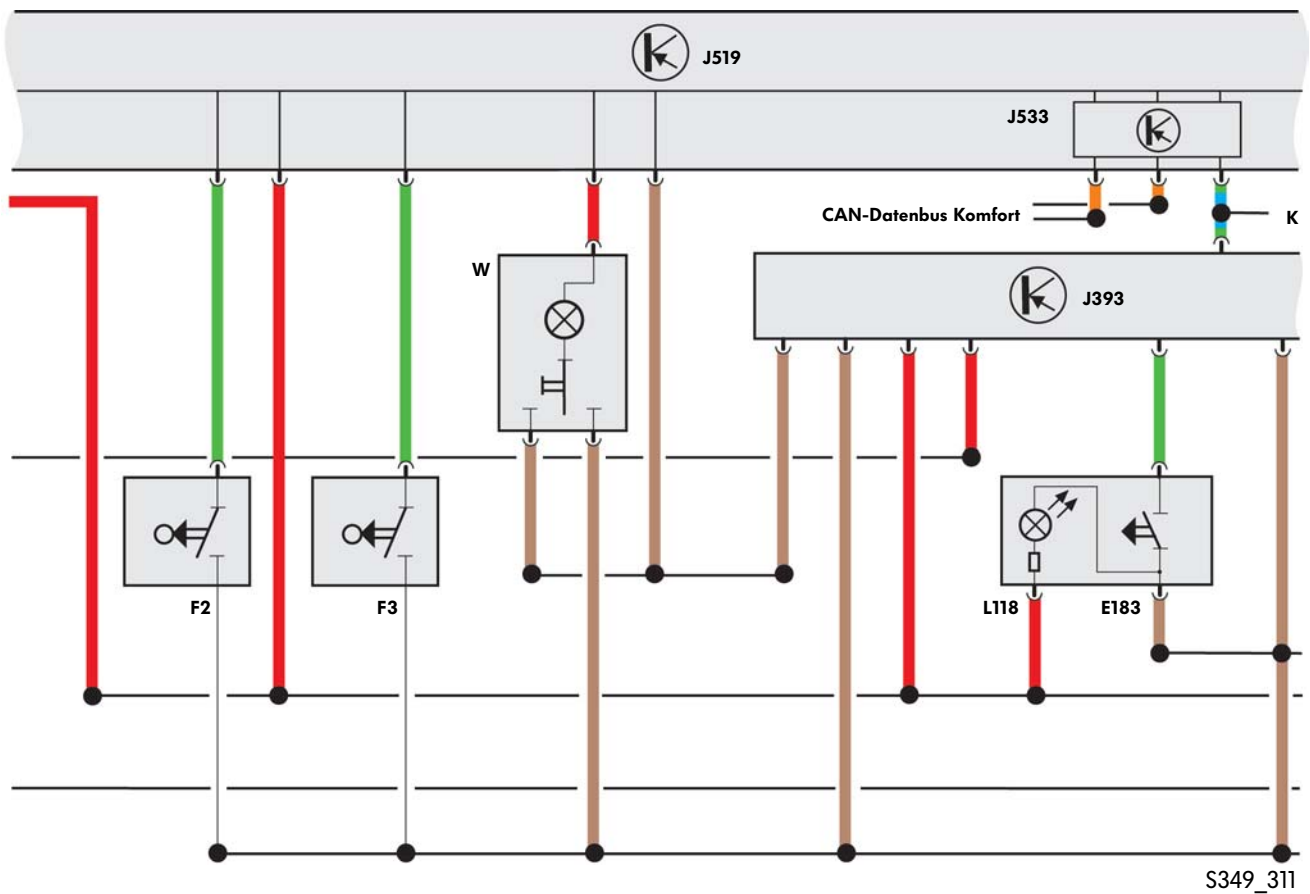 J519
J533
CAN-Datenbus Komfort
K
W
J393
F2
F3
L118
E183
S349_311